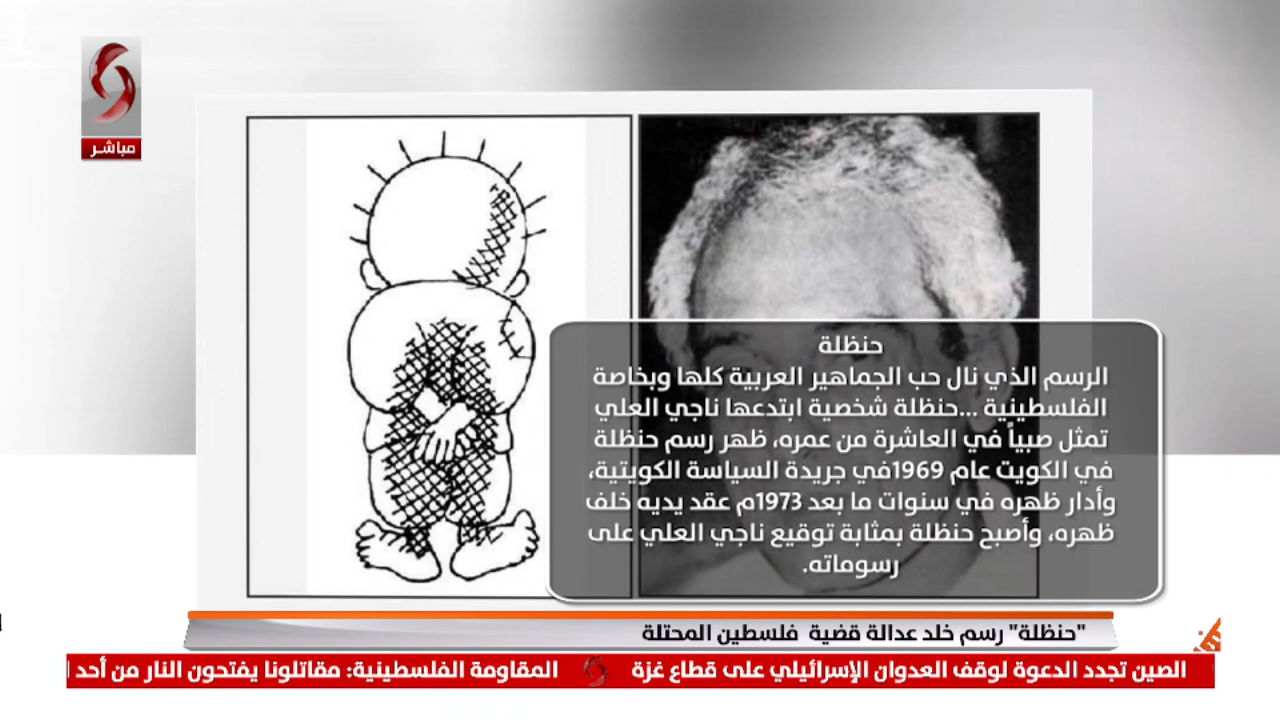 مباشر
حنظلة
الرسم الذي نال حب الجماهير العربية كلها وبخاصة
الفلسطينية ...حنظلة شخصية ابتدعها ناجي العلي
تمثل صبياً في العاشرة من عمره، ظهر رسم حنظلة
في الكويت عام 1969في جريدة السياسة الكويتية،
وأدار ظهره في سنوات ما بعد 1973م عقد يديه خلف
ظهره، وأصبح حنظلة بمثابة توقيع ناجي العلي على
رسوماته.
"حنظلة" رسم خلد عدالة قضية فلسطين المحتلة
الصين تجدد الدعوة لوقف العدوان الإسرائيلي على قطاع غزة المقاومة الفلسطينية: مقاتلونا يفتحون النار من أحد